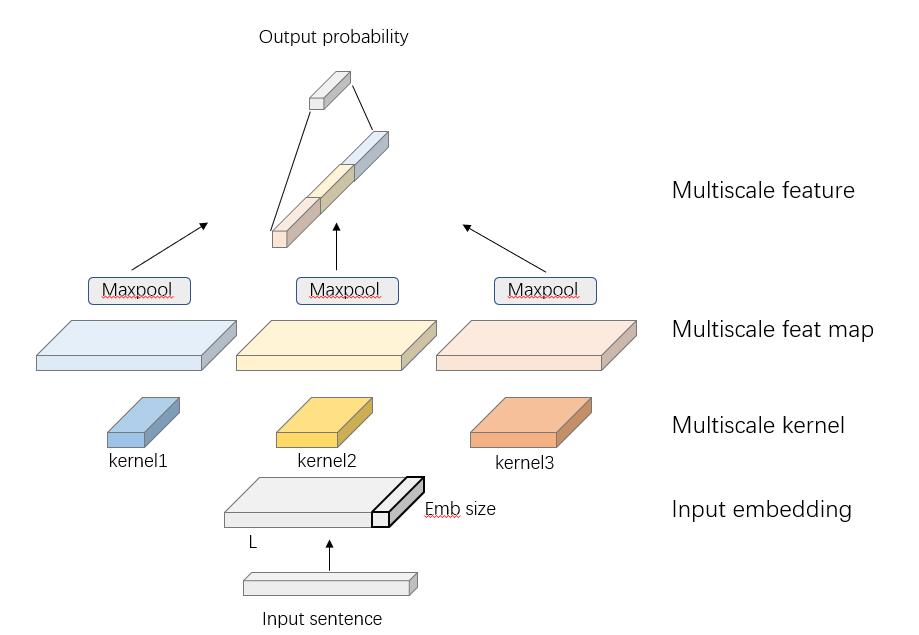 Output probability
Multiscale feature
Maxpool
Maxpool
Maxpool
Multiscale feat map
Multiscale kernel
kernel1
kernel2
kernel3
Emb size
Input embedding
L
Input sentence